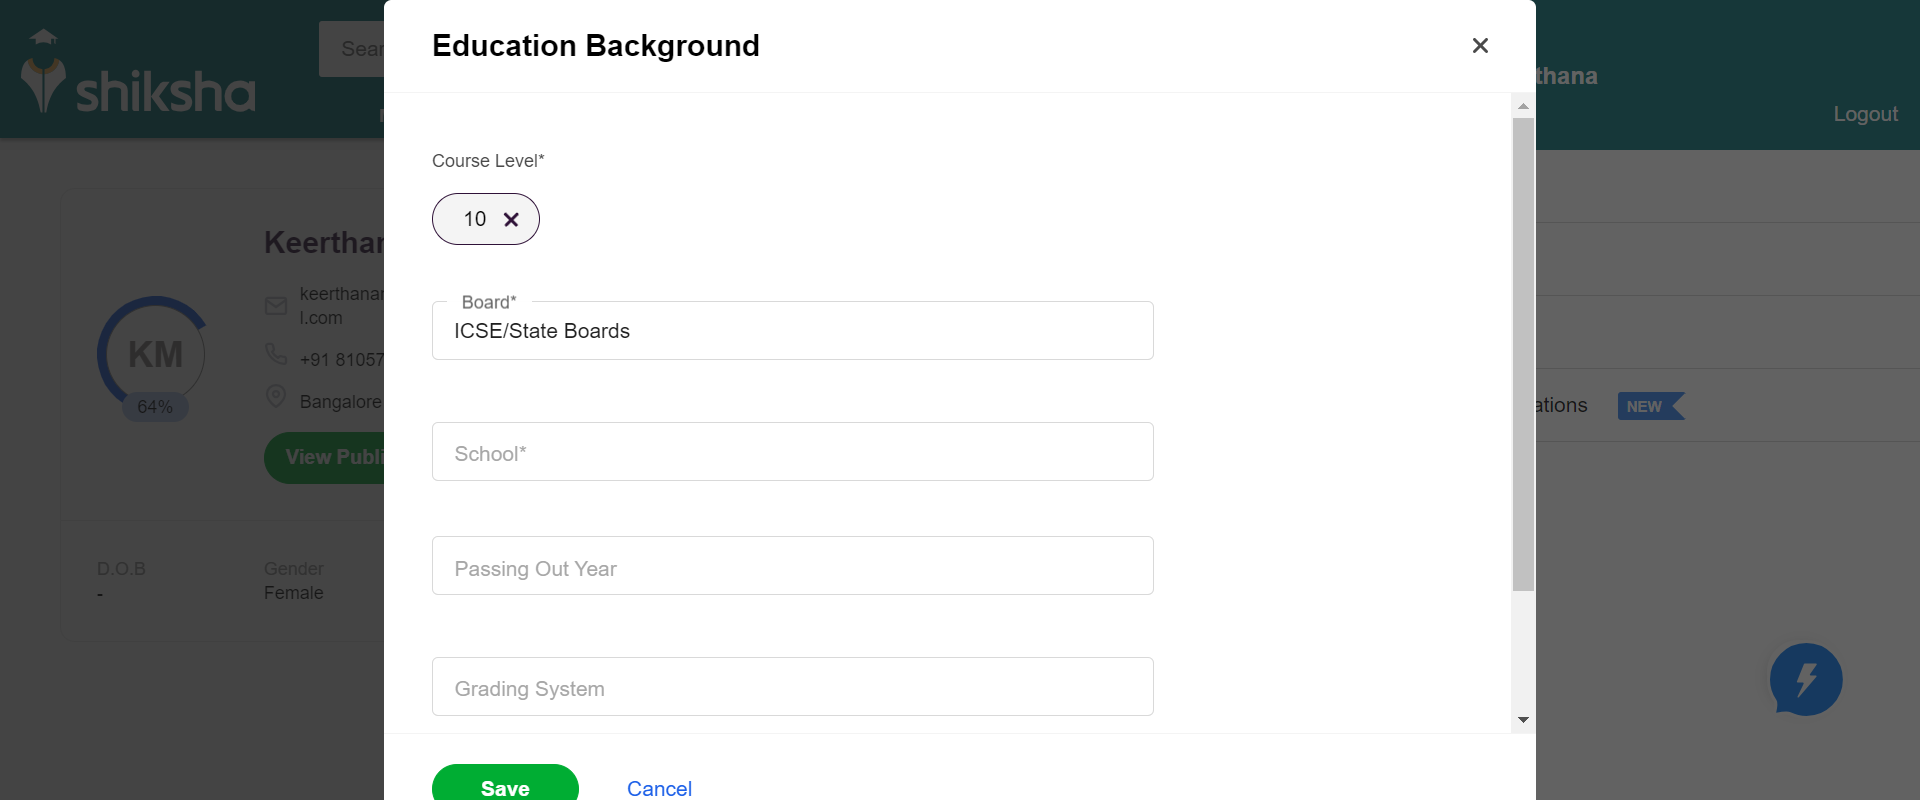 Education Background
shiksha
Sear
thana
Logout
Course Level*
10
Keerthan
keerthanar
l.com
Board*
ICSE/State Boards
KM
+91 81057
64%
Bangalore
ations
NEW
View Publi
School*
Passing Out Year
D.O.B
Gender
-
Female
Grading System
Save
Cancel